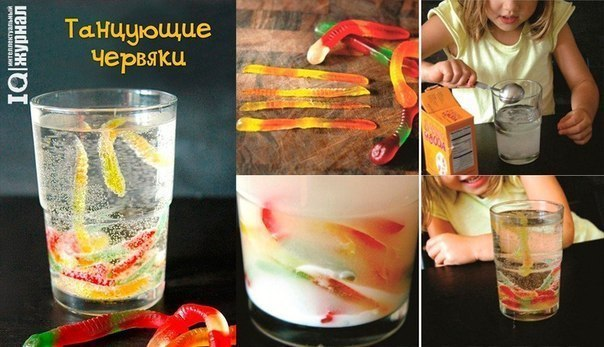 Танцующие
червяки
IQ интеллектуальный
журнал